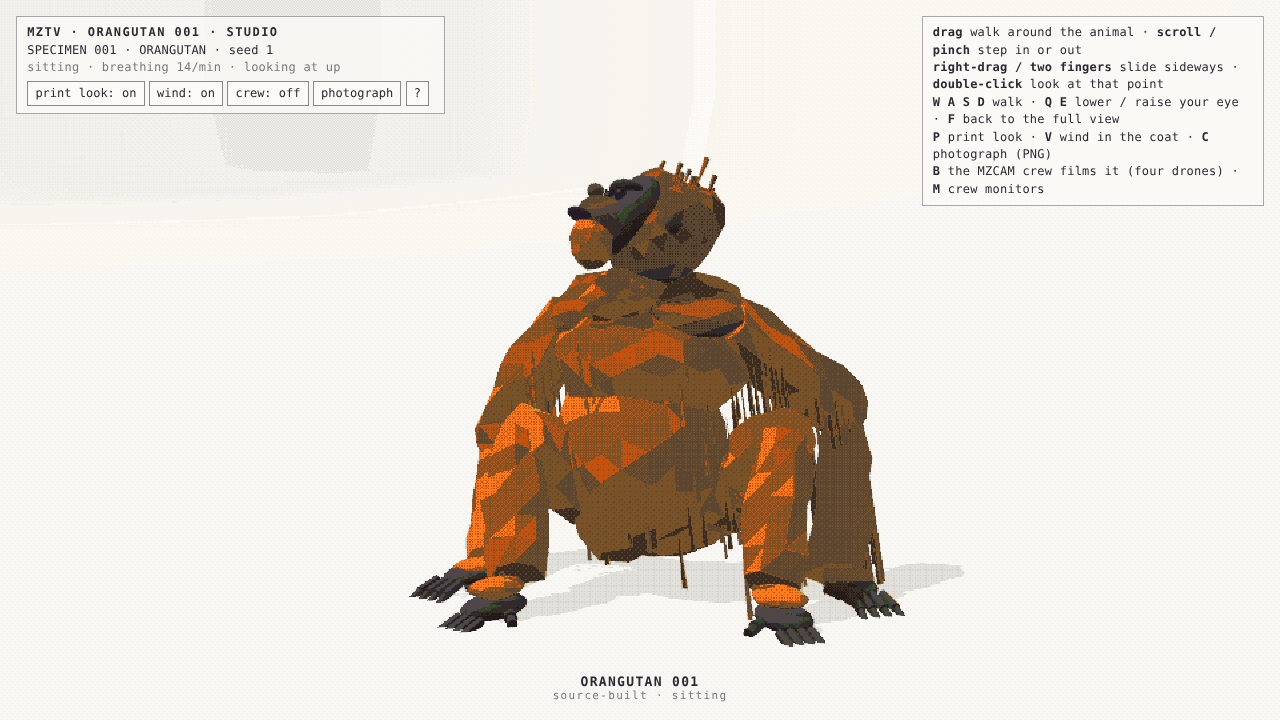 MZTV · ORANGUTAN 001 · STUDIO
SPECIMEN 001 · ORANGUTAN · seed 1
sitting · breathing 14/min · looking at up
print look: on wind: on crew: off photograph ?
drag walk around the animal · scroll /
pinch step in or out
right-drag / two fingers slide sideways ·
double-click look at that point
W A S D walk · Q E lower / raise your eye
· F back to the full view
P print look · V wind in the coat · C
photograph (PNG)
B the MZCAM crew films it (four drones) ·
M crew monitors
ORANGUTAN 001
source-built · sitting